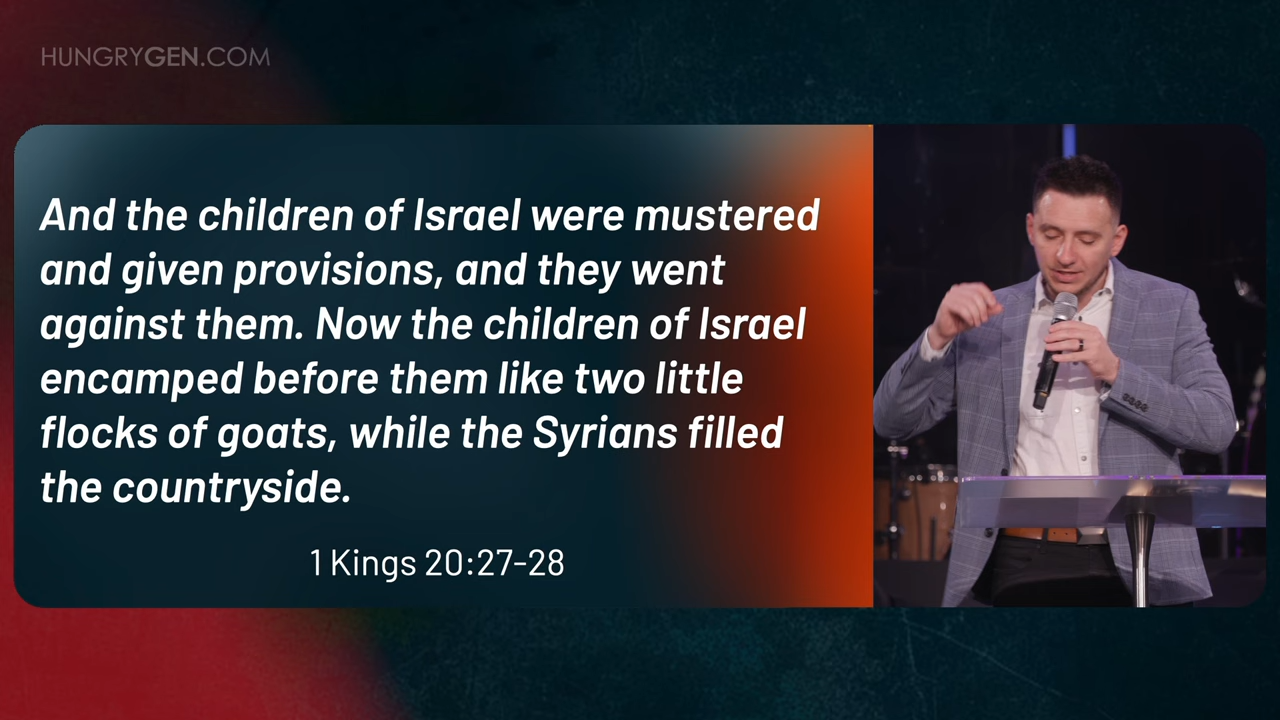 HUNGRYGEN.COM
And the children of Israel were mustered
and given provisions, and they went
against them. Now the children of Israel
encamped before them like two little
flocks of goats, while the Syrians filled
the countryside.
1 Kings 20:27-28